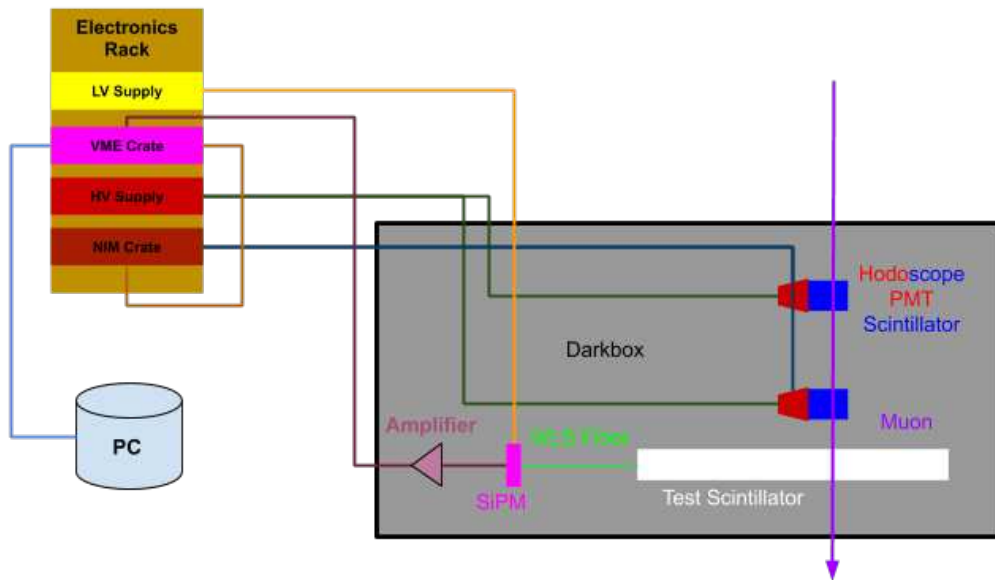 Electronics
Rack
LV Supply
VME Crate
HV Supply
NIM Crate
PC
Hodoscope
PMT
Scintillator
Darkbox
Muon
Amplifier
WLS Fiber
SiPM
Test Scintillator